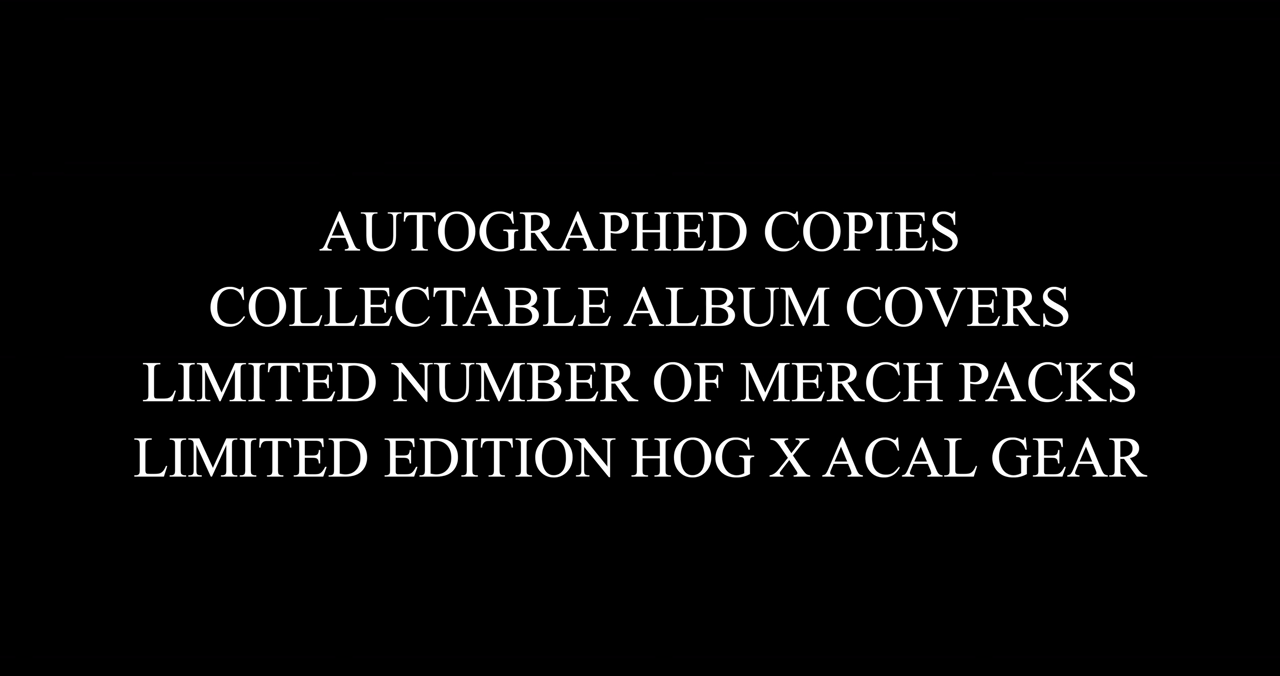 AUTOGRAPHED COPIES
COLLECTABLE ALBUM COVERS
LIMITED NUMBER OF MERCH PACKS
LIMITED EDITION HOG X ACAL GEAR